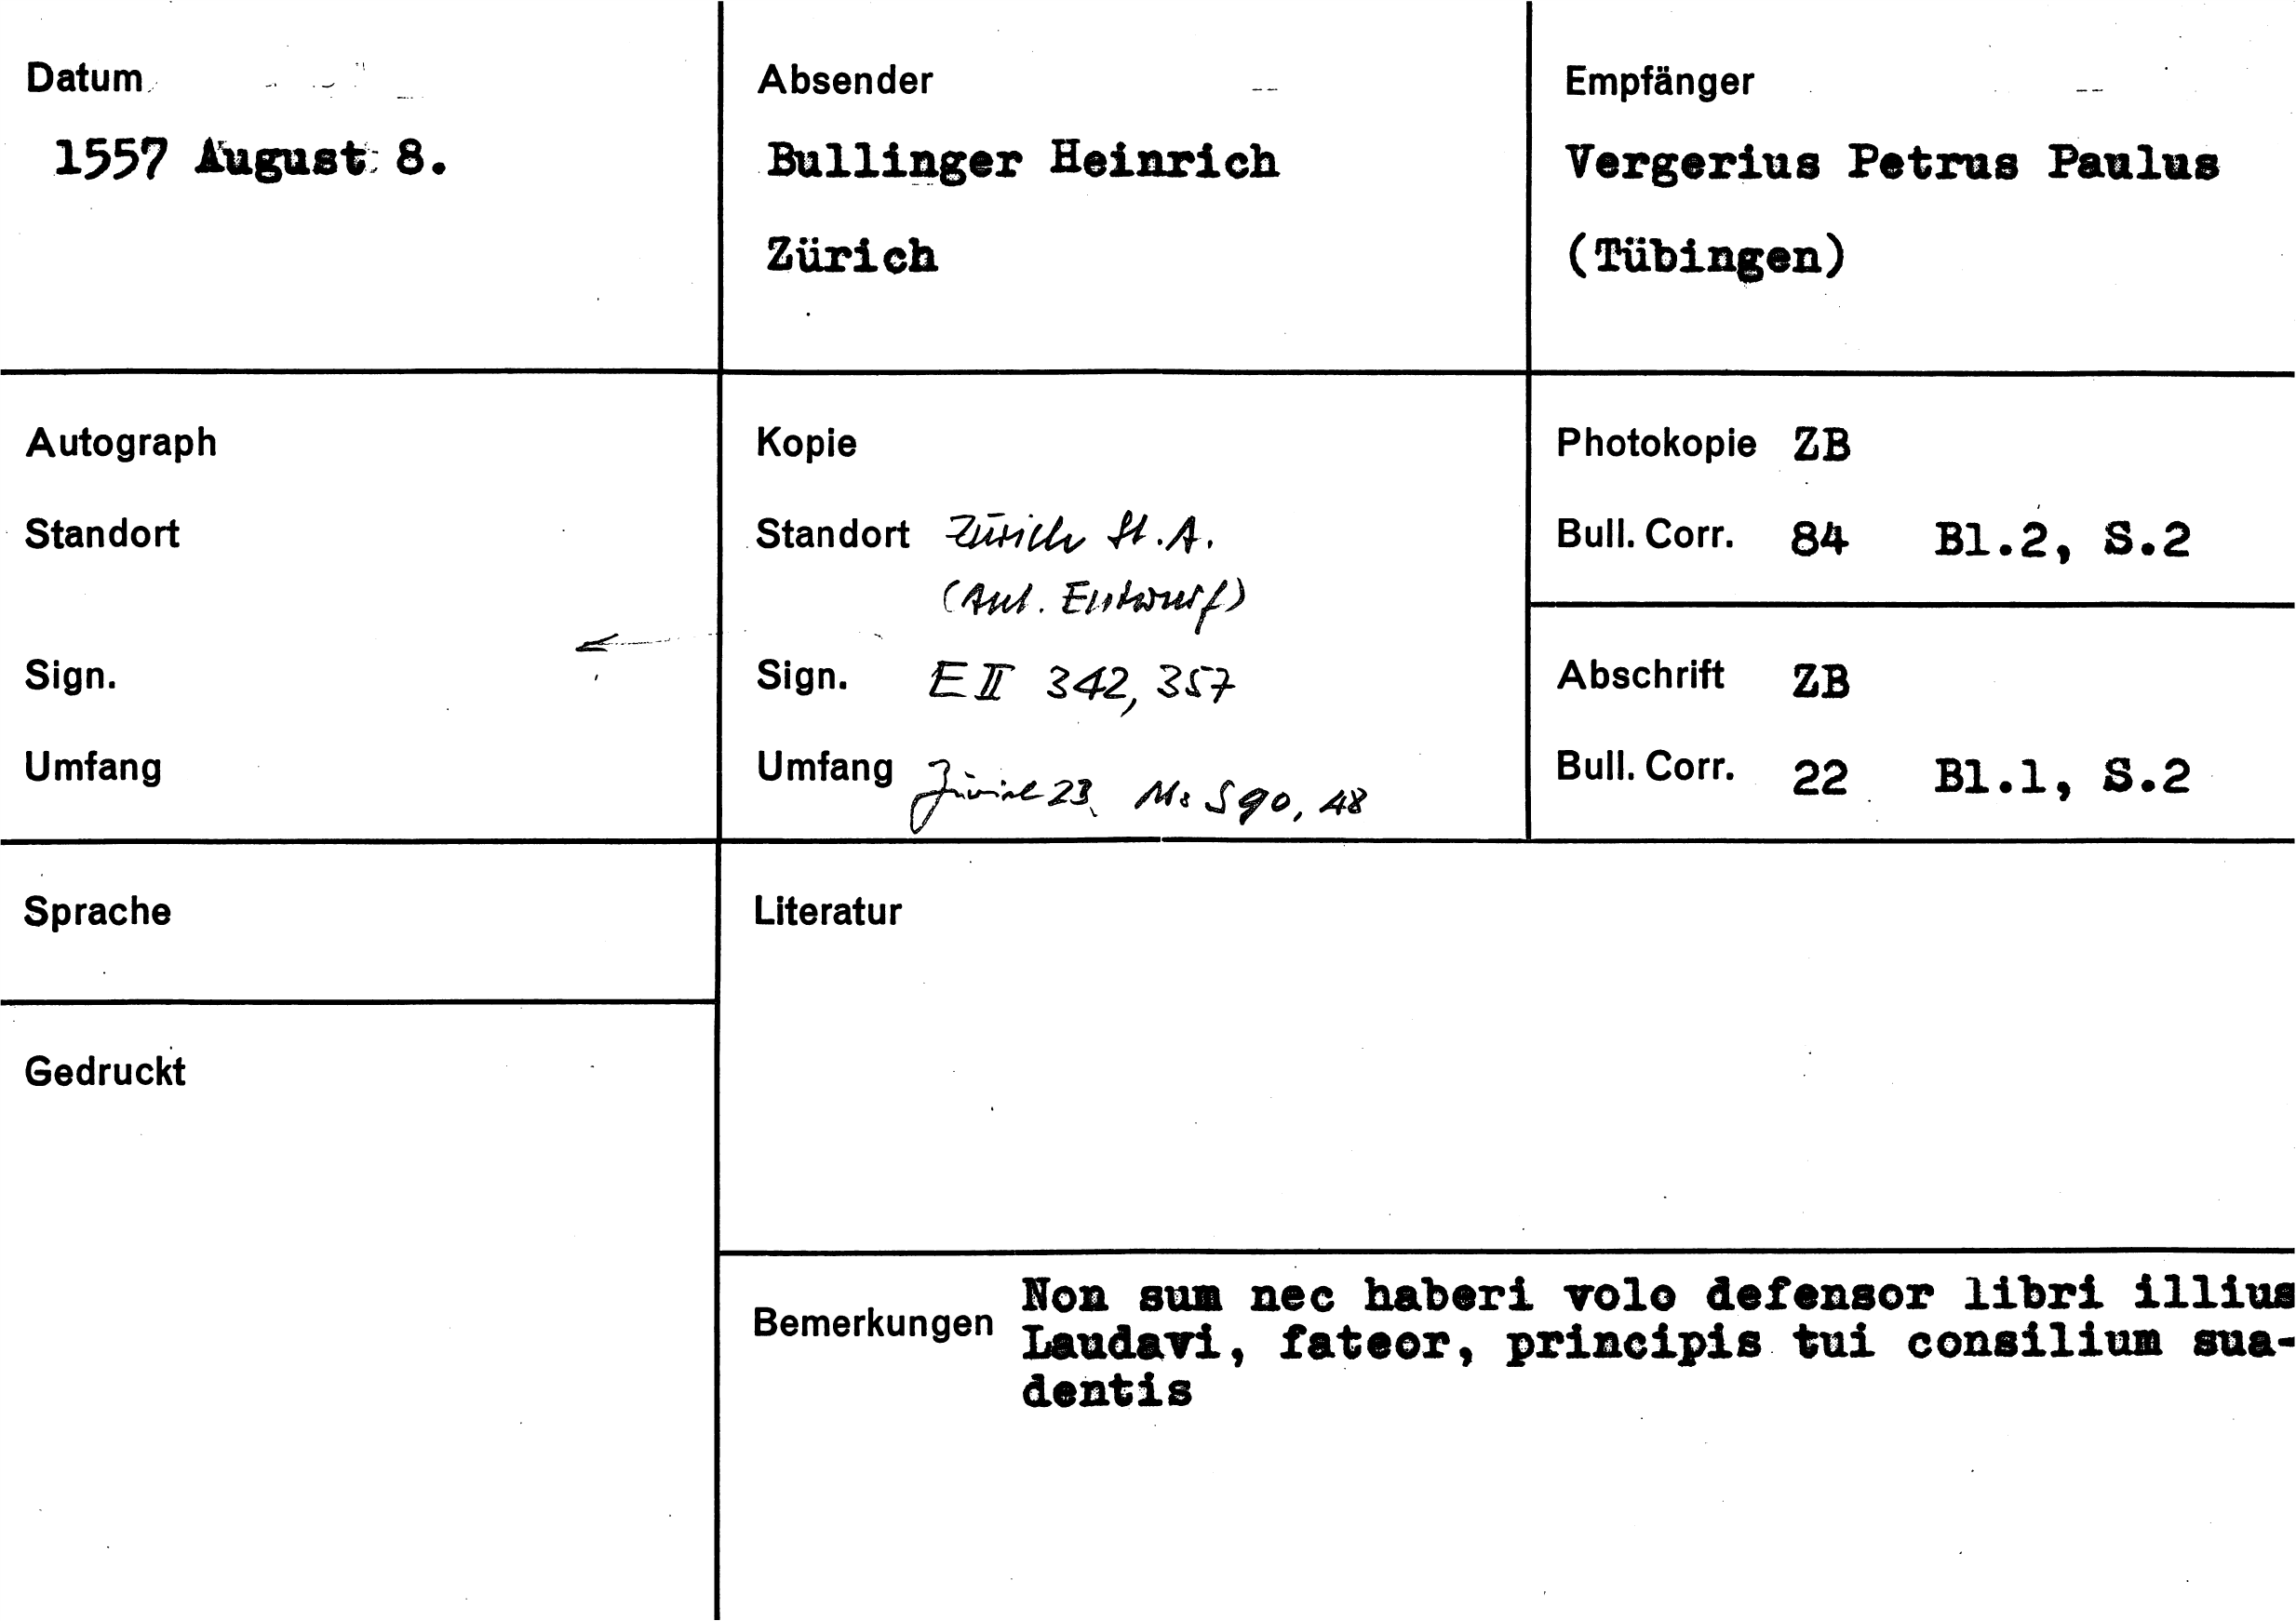 Datum
1557 August 8.
Absender
Bullinger Heinrich
Zürich
Empfänger
Vergerius Petrus Paulus
(Tübingen)
Autograph
Standort
Sign.
Umfang
Kopie
Standort Zürich St.A.
(Aut. Entwurf)
Sign. E II 342, 357
Umfang Zürich ZB, Ms S 90, 48
Photokopie ZB
Bull. Corr. 84 Bl.2, S.2
Abschrift ZB
Bull. Corr. 22 Bl.1, S.2
Sprache
Gedruckt
Literatur
Bemerkungen
Non sum nec haberi volo defensor libri illius
Laudavi, fateor, principis tui consilium sua-
dentis